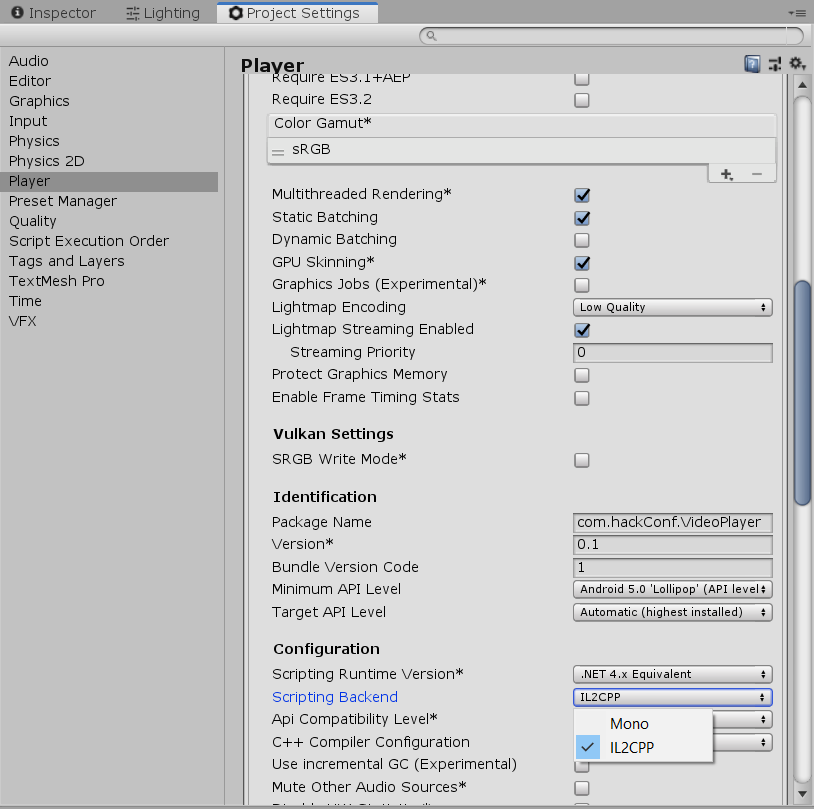 Inspector Lighting Project Settings
Audio
Editor
Graphics
Input
Physics
Physics 2D
Player
Preset Manager
Quality
Script Execution Order
Tags and Layers
TextMesh Pro
Time
VFX
Player
Require ES3.1+AEP
Require ES3.2
Color Gamut*
sRGB
Multithreaded Rendering*
Static Batching
Dynamic Batching
GPU Skinning*
Graphics Jobs (Experimental)*
Lightmap Encoding Low Quality
Lightmap Streaming Enabled
Streaming Priority 0
Protect Graphics Memory
Enable Frame Timing Stats
Vulkan Settings
SRGB Write Mode*
Identification
Package Name com.hackConf.VideoPlayer
Version* 0.1
Bundle Version Code 1
Minimum API Level Android 5.0 'Lollipop' (API level
Target API Level Automatic (highest installed)
Configuration
Scripting Runtime Version* .NET 4.x Equivalent
Scripting Backend IL2CPP
Api Compatibility Level*
Mono
C++ Compiler Configuration
IL2CPP
Use incremental GC (Experimental)
Mute Other Audio Sources*